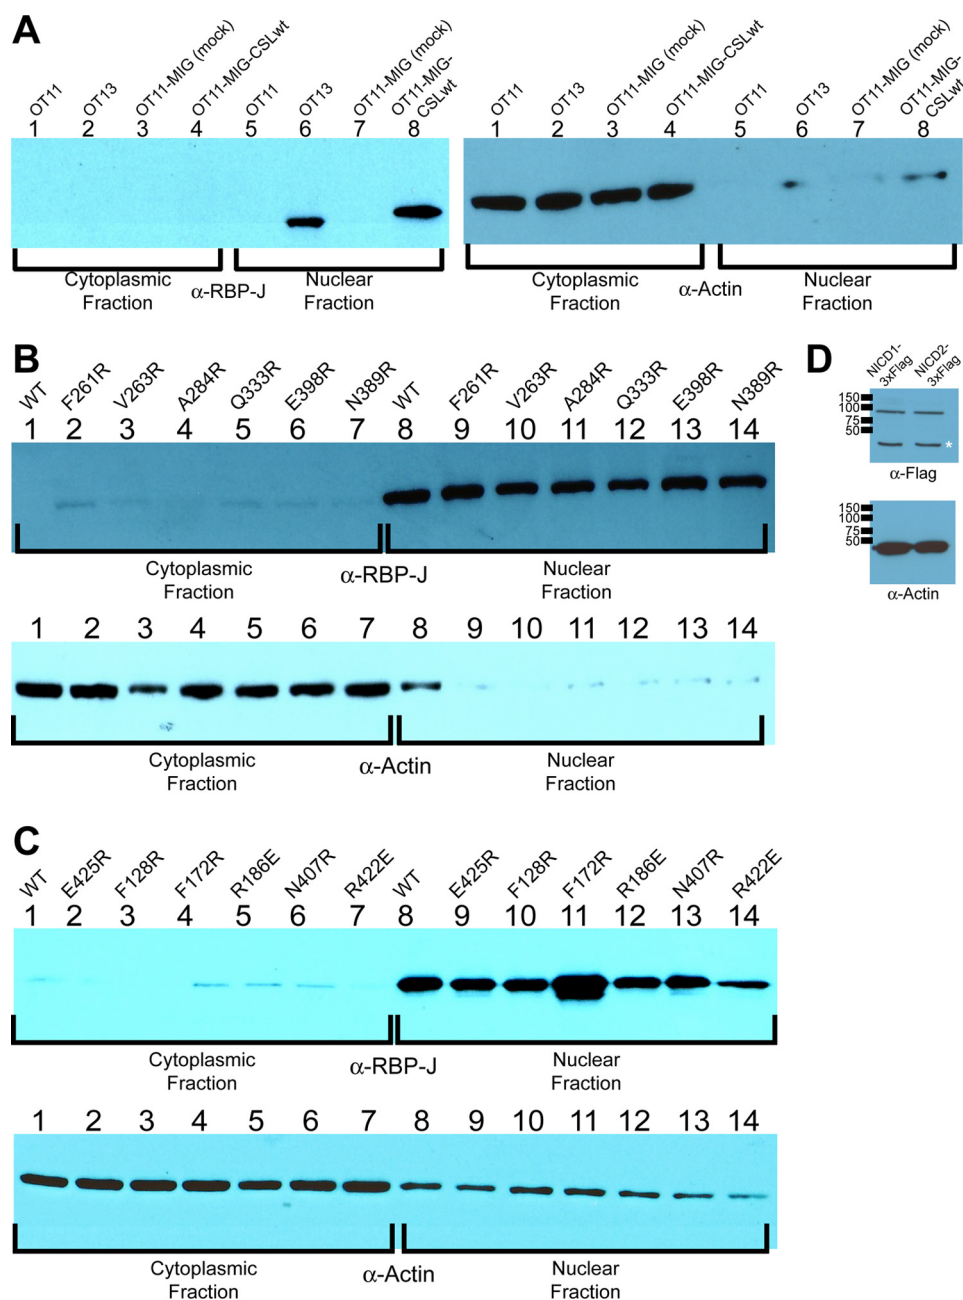 A
OT11 OT13 OT11-MIG (mock) OT11-MIG-CSLwt OT11 OT13 OT11-MIG (mock) OT11-MIG-CSLwt
1 2 3 4 5 6 7 8
Cytoplasmic Fraction
α-RBP-J
Nuclear Fraction
OT11 OT13 OT11-MIG (mock) OT11-MIG-CSLwt OT11 OT13 OT11-MIG (mock) OT11-MIG-CSLwt
1 2 3 4 5 6 7 8
Cytoplasmic Fraction
α-Actin
Nuclear Fraction
B
WT F261R V263R A284R Q333R E398R N389R WT F261R V263R A284R Q333R E398R N389R
1 2 3 4 5 6 7 8 9 10 11 12 13 14
Cytoplasmic Fraction
α-RBP-J
Nuclear Fraction
1 2 3 4 5 6 7 8 9 10 11 12 13 14
Cytoplasmic Fraction
α-Actin
Nuclear Fraction
D
NICD1-3xFlag NICD2-3xFlag
150
100
75
50
*
α-Flag
150
100
75
50
α-Actin
C
WT E425R F128R F172R R186E N407R R422E WT E425R F128R F172R R186E N407R R422E
1 2 3 4 5 6 7 8 9 10 11 12 13 14
Cytoplasmic Fraction
α-RBP-J
Nuclear Fraction
1 2 3 4 5 6 7 8 9 10 11 12 13 14
Cytoplasmic Fraction
α-Actin
Nuclear Fraction